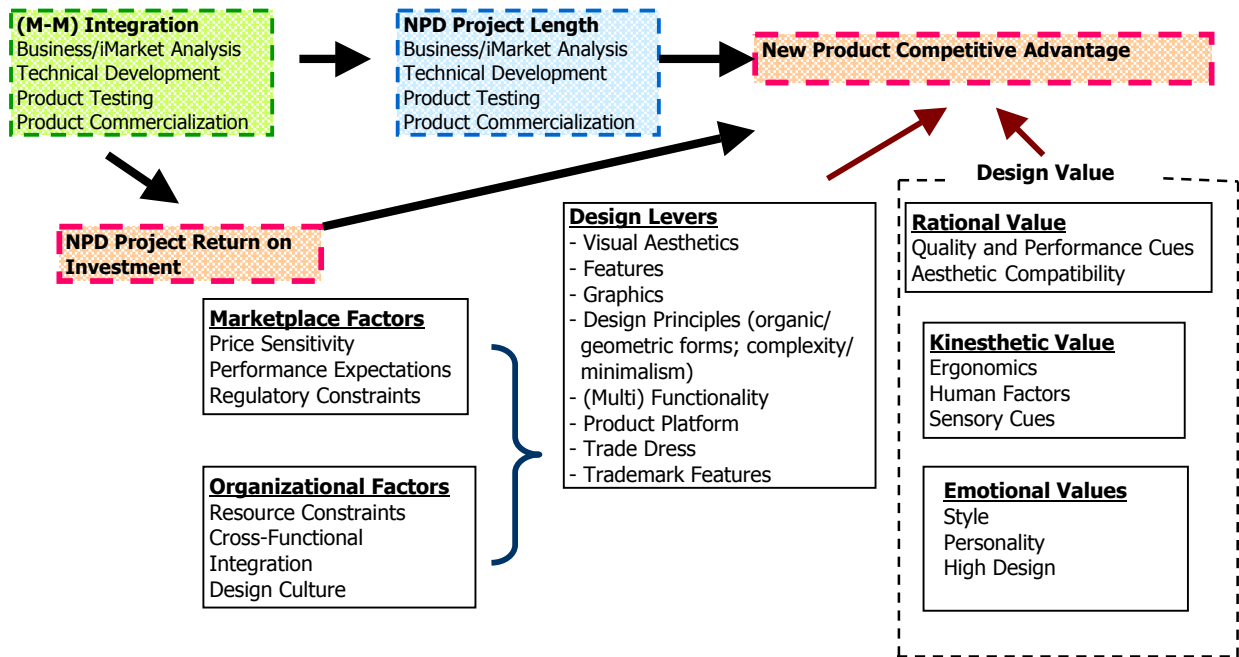 (M-M) Integration
Business/iMarket Analysis
Technical Development
Product Testing
Product Commercialization
NPD Project Length
Business/iMarket Analysis
Technical Development
Product Testing
Product Commercialization
New Product Competitive Advantage
NPD Project Return on
Investment
Marketplace Factors
Price Sensitivity
Performance Expectations
Regulatory Constraints
Organizational Factors
Resource Constraints
Cross-Functional
Integration
Design Culture
Design Levers
- Visual Aesthetics
- Features
- Graphics
- Design Principles (organic/
geometric forms; complexity/
minimalism)
- (Multi) Functionality
- Product Platform
- Trade Dress
- Trademark Features
Design Value
Rational Value
Quality and Performance Cues
Aesthetic Compatibility
Kinesthetic Value
Ergonomics
Human Factors
Sensory Cues
Emotional Values
Style
Personality
High Design